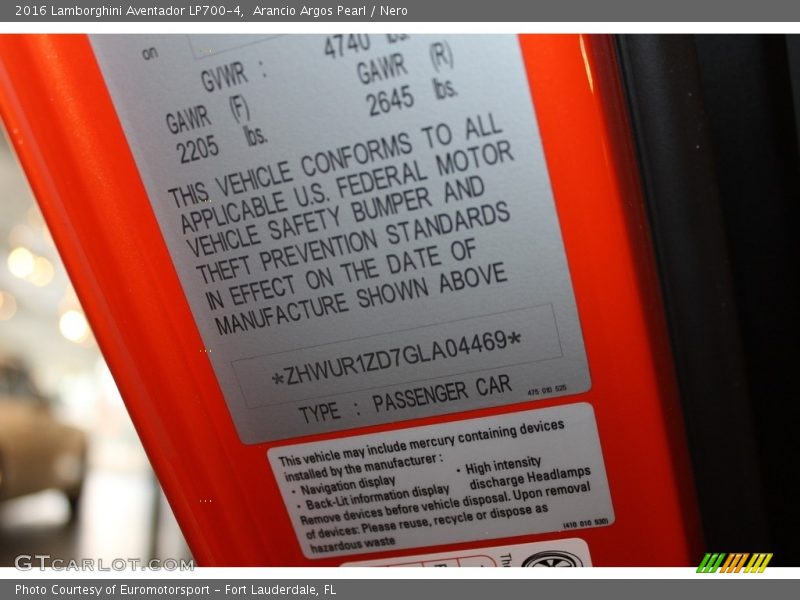 2016 Lamborghini Aventador LP700-4, Arancio Argos Pearl / Nero
on
4740
GVWR :
GAWR (F) GAWR (R)
2205 lbs. 2645 lbs.
THIS VEHICLE CONFORMS TO ALL
APPLICABLE U.S. FEDERAL MOTOR
VEHICLE SAFETY BUMPER AND
THEFT PREVENTION STANDARDS
IN EFFECT ON THE DATE OF
MANUFACTURE SHOWN ABOVE
*ZHWUR1ZD7GLA04469*
TYPE : PASSENGER CAR
475 010 525
This vehicle may include mercury containing devices
installed by the manufacturer :
• Navigation display • High intensity
• Back-Lit information display discharge Headlamps
Remove devices before vehicle disposal. Upon removal
of devices: Please reuse, recycle or dispose as
hazardous waste
GTCARLOT.COM
Photo Courtesy of Euromotorsport - Fort Lauderdale, FL